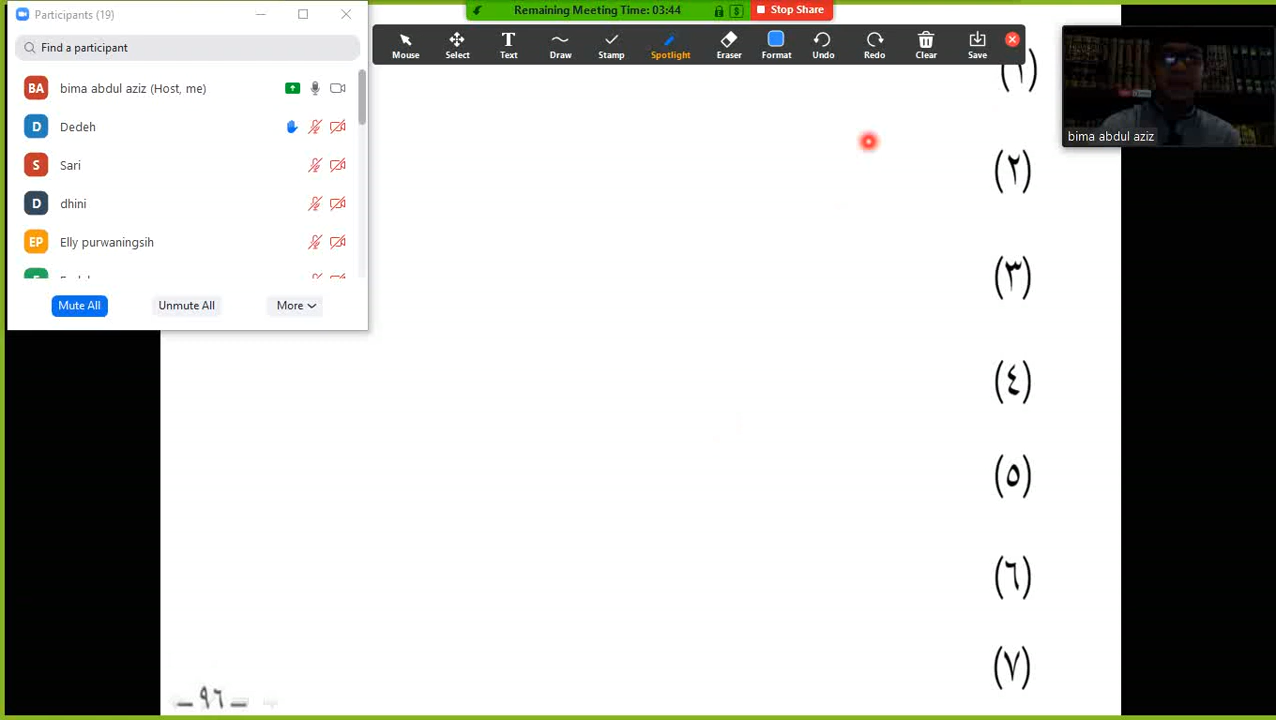 Participants (19)
Find a participant
BA bima abdul aziz (Host, me)
D Dedeh
S Sari
D dhini
EP Elly purwaningsih
Mute All
Unmute All
More
Remaining Meeting Time: 03:44
Stop Share
Mouse
Select
Text
Draw
Stamp
Spotlight
Eraser
Format
Undo
Redo
Clear
Save
bima abdul aziz
(١)
(٢)
(٣)
(٤)
(٥)
(٦)
(٧)
– ٩٦ –